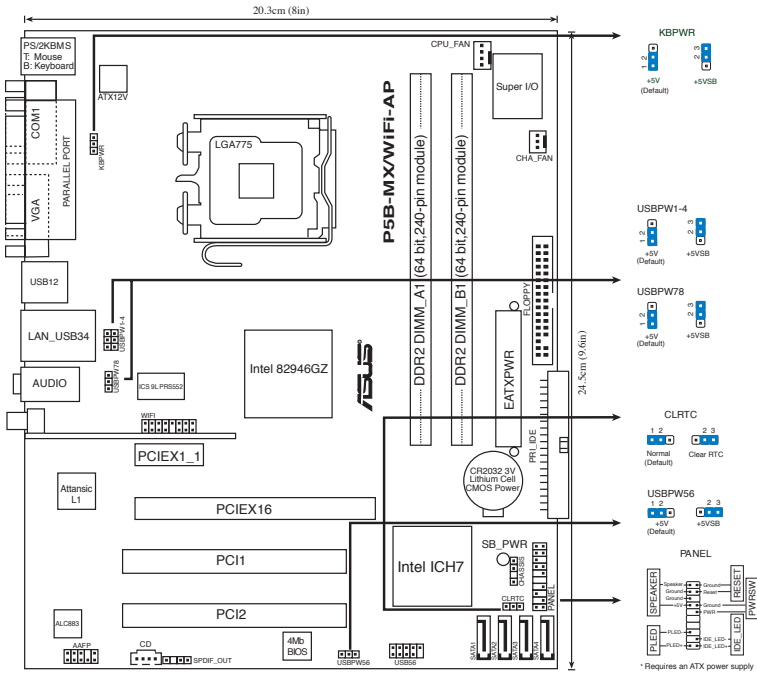 20.3cm (8in)
PS/2KBMS
T: Mouse
B: Keyboard
CPU_FAN
KBPWR
1 2
+5V
(Default)
2 3
+5VSB
ATX12V
Super I/O
COM1
PARALLEL PORT
VGA
KBPWR
LGA775
P5B-MX/WiFi-AP
DDR2 DIMM_A1 (64 bit,240-pin module)
DDR2 DIMM_B1 (64 bit,240-pin module)
CHA_FAN
USBPW1-4
1 2
+5V
(Default)
2 3
+5VSB
USB12
FLOPPY
24.5cm (9.6in)
USBPW78
1 2
+5V
(Default)
2 3
+5VSB
LAN_USB34
USBPW1-4
AUDIO
USBPW78
ICS 9LPRS552
Intel 82946GZ
ASUS
EATXPWR
PRI_IDE
WIFI
CLRTC
1 2
Normal
(Default)
2 3
Clear RTC
PCIEX1_1
CR2032 3V
Lithium Cell
CMOS Power
Attansic
L1
PCIEX16
USBPW56
1 2
+5V
(Default)
2 3
+5VSB
PCI1
Intel ICH7
SB_PWR
CHASSIS
PANEL
CLRTC
PCI2
ALC883
AAFP
CD
SPDIF_OUT
4Mb
BIOS
USBPW56
USB56
SATA1
SATA2
SATA3
SATA4
PANEL
SPEAKER
Speaker
Ground
Ground
+5V
Ground
Reset
Ground
PWR
RESET
PWRSW
PLED
PLED-
PLED+
IDE_LED-
IDE_LED+
IDE_LED
* Requires an ATX power supply